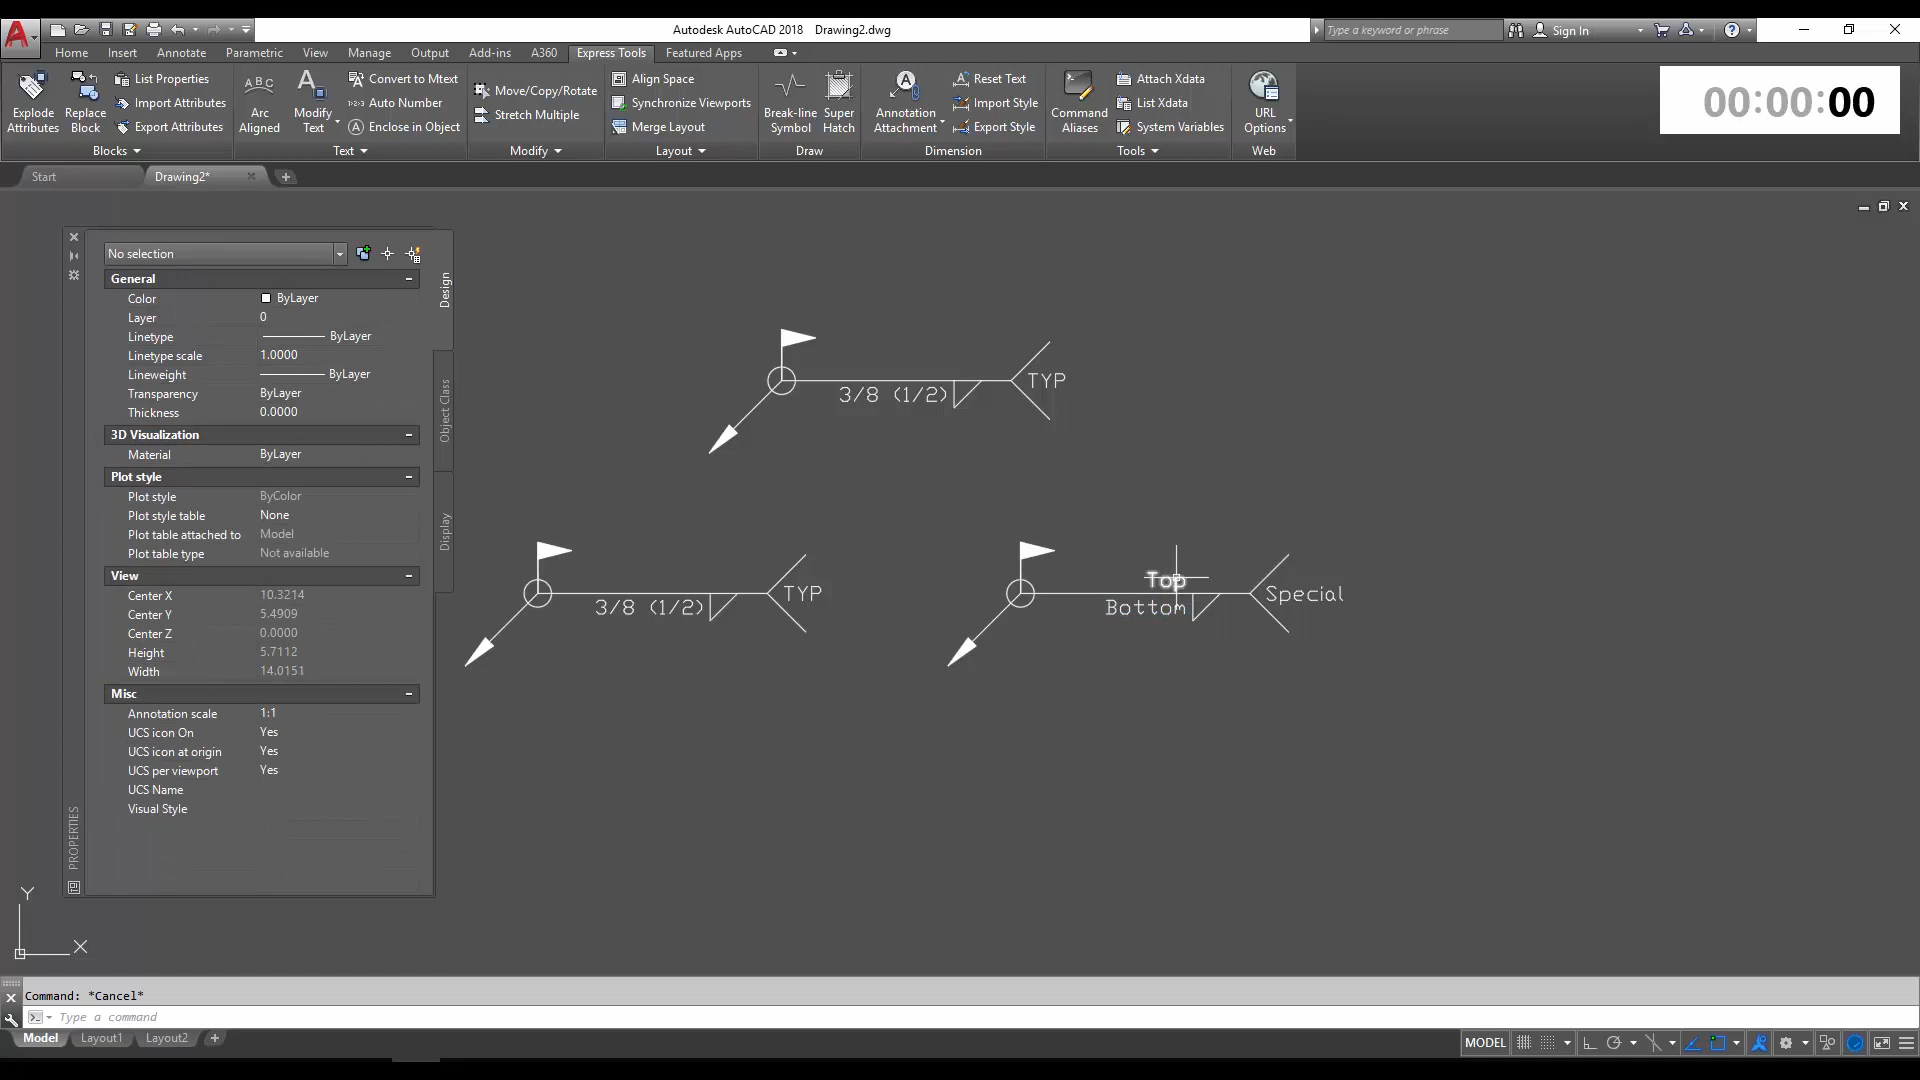 Autodesk AutoCAD 2018 Drawing2.dwg
Type a keyword or phrase
Sign In
Home Insert Annotate Parametric View Manage Output Add-ins A360 Express Tools Featured Apps
Explode Attributes
Replace Block
List Properties
Import Attributes
Export Attributes
Blocks
Arc Aligned
Modify Text
Convert to Mtext
Auto Number
Enclose in Object
Text
Move/Copy/Rotate
Stretch Multiple
Modify
Align Space
Synchronize Viewports
Merge Layout
Layout
Break-line Symbol
Super Hatch
Draw
Annotation Attachment
Reset Text
Import Style
Export Style
Dimension
Command Aliases
Attach Xdata
List Xdata
System Variables
Tools
URL Options
Web
00:00:00
Start Drawing2*
No selection
General
Color ByLayer
Layer 0
Linetype ByLayer
Linetype scale 1.0000
Lineweight ByLayer
Transparency ByLayer
Thickness 0.0000
3D Visualization
Material ByLayer
Plot style
Plot style ByColor
Plot style table None
Plot table attached to Model
Plot table type Not available
View
Center X 10.3214
Center Y 5.4909
Center Z 0.0000
Height 5.7112
Width 14.0151
Misc
Annotation scale 1:1
UCS icon On Yes
UCS icon at origin Yes
UCS per viewport Yes
UCS Name
Visual Style
Design
Object Class
Display
PROPERTIES
3/8 (1/2) TYP
3/8 (1/2) TYP
Top
Bottom Special
Y
X
Command: *Cancel*
Type a command
Model Layout1 Layout2
MODEL